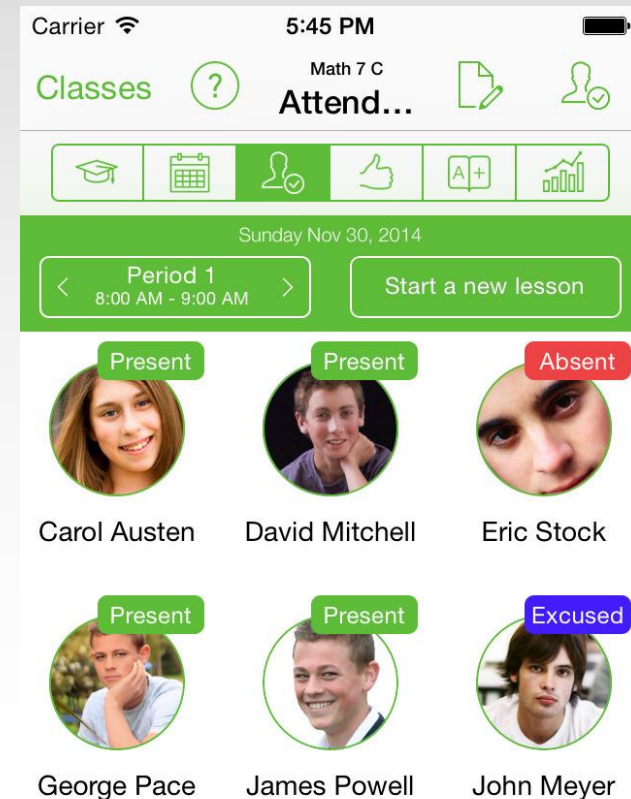 Carrier 5:45 PM
Classes ? Math 7 C
Attend...
A +
Sunday Nov 30, 2014
< Period 1 > Start a new lesson
8:00 AM - 9:00 AM
Present Present Absent
Carol Austen David Mitchell Eric Stock
Present Present Excused
George Pace James Powell John Meyer